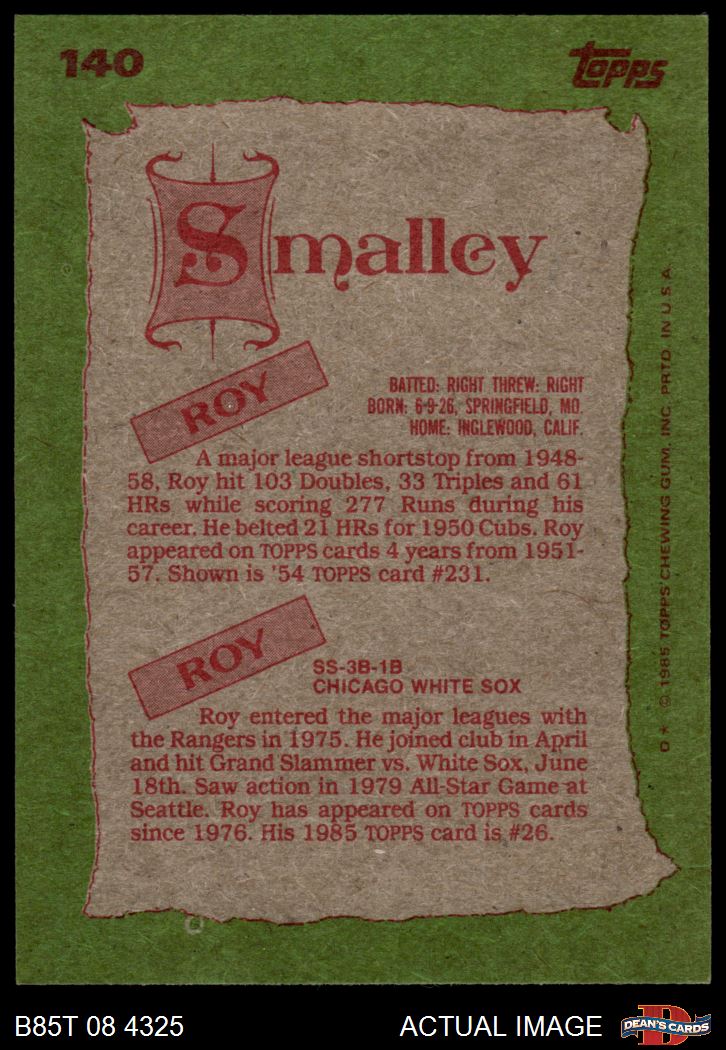 140
TOPPS
Smalley
ROY
BATTED: RIGHT THREW: RIGHT
BORN: 6-9-26, SPRINGFIELD, MO.
HOME: INGLEWOOD, CALIF.
A major league shortstop from 1948-
58, Roy hit 103 Doubles, 33 Triples and 61
HRs while scoring 277 Runs during his
career. He belted 21 HRs for 1950 Cubs. Roy
appeared on TOPPS cards 4 years from 1951-
57. Shown is '54 TOPPS card #231.
ROY
SS-3B-1B
CHICAGO WHITE SOX
Roy entered the major leagues with
the Rangers in 1975. He joined club in April
and hit Grand Slammer vs. White Sox, June
18th. Saw action in 1979 All-Star Game at
Seattle. Roy has appeared on TOPPS cards
since 1976. His 1985 TOPPS card is #26.
D * © 1985 TOPPS CHEWING GUM, INC. PRTD. IN U.S.A.
B85T 08 4325
ACTUAL IMAGE
D
DEAN'S CARDS